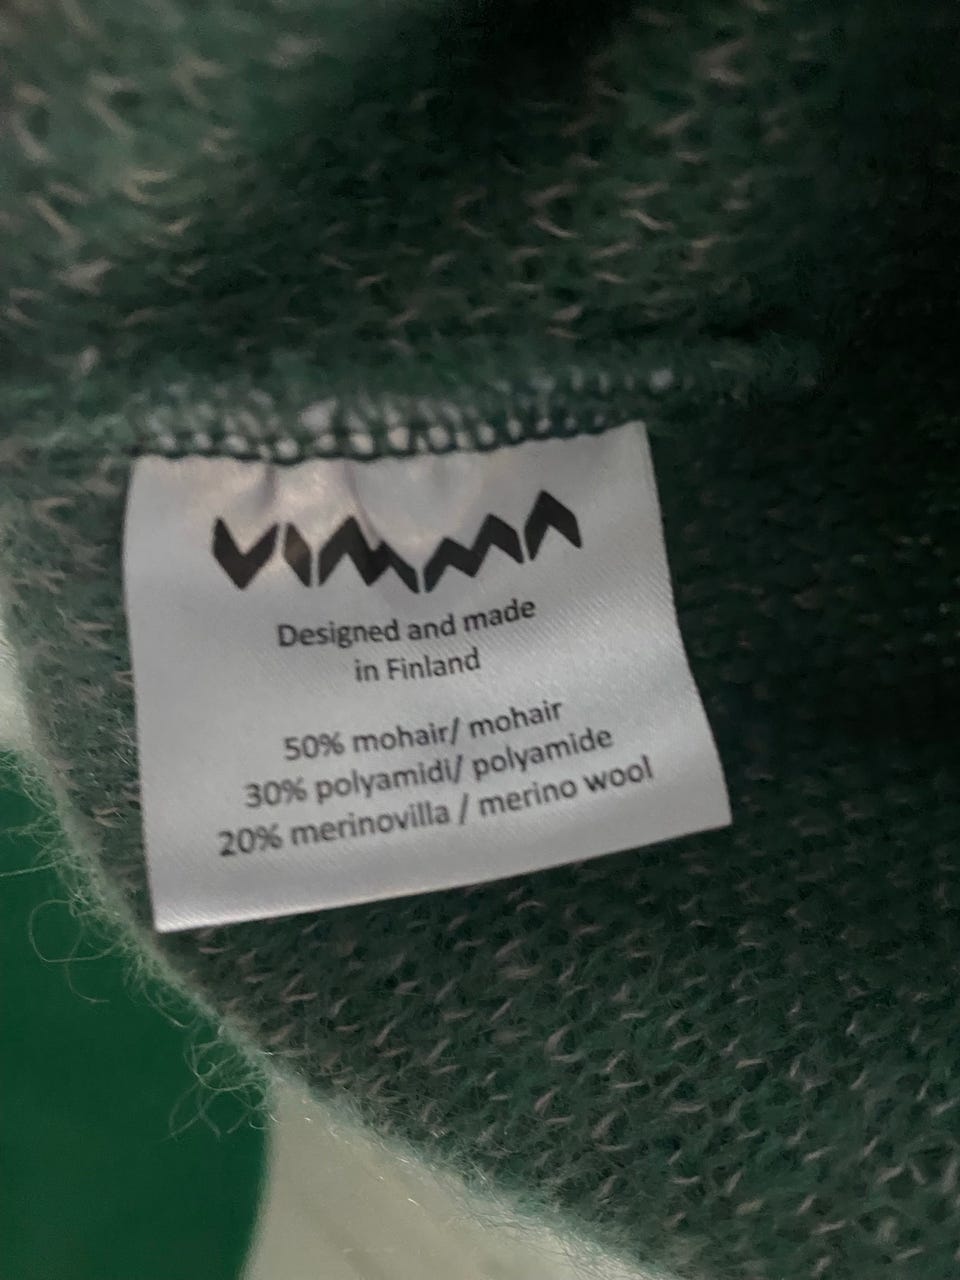 VIMMA
Designed and made
in Finland
50% mohair/ mohair
30% polyamidi/ polyamide
20% merinovilla / merino wool